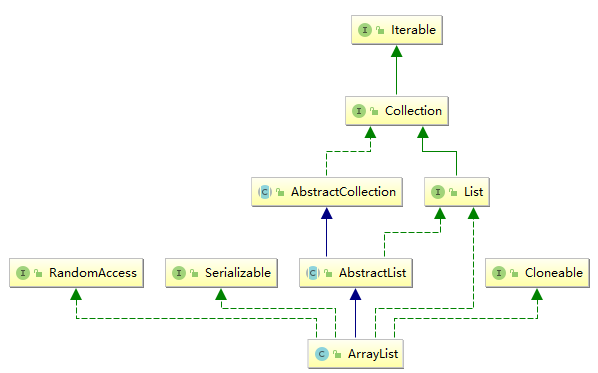 I Iterable
I Collection
C AbstractCollection
I List
I RandomAccess
I Serializable
C AbstractList
I Cloneable
C ArrayList